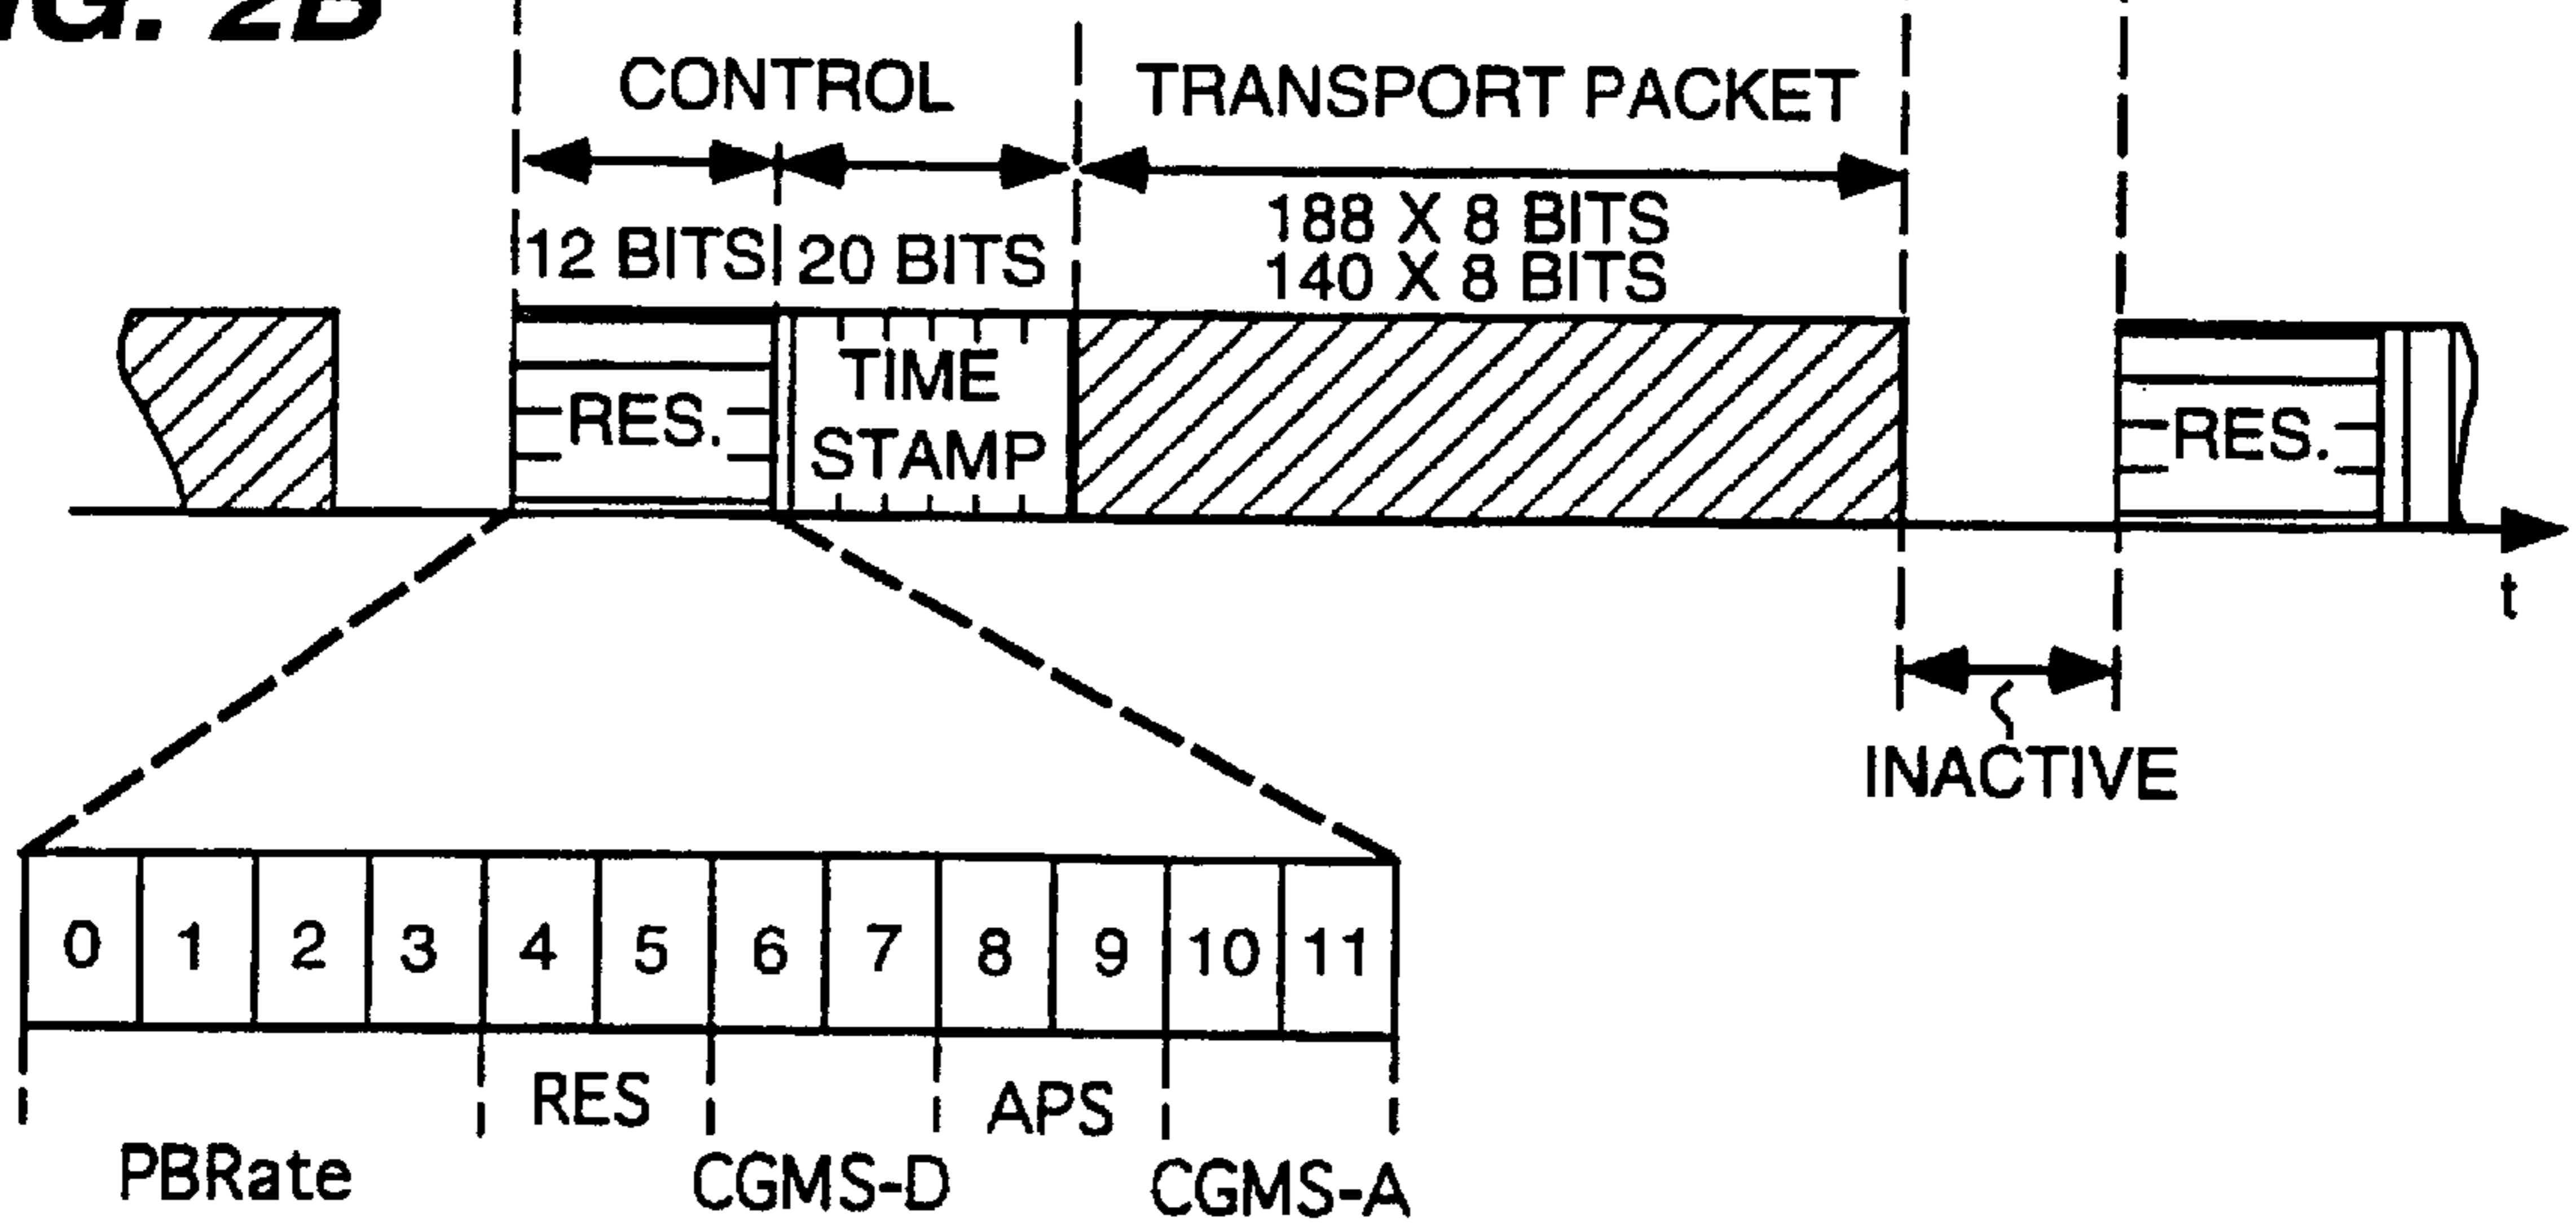 2B
CONTROL
TRANSPORT PACKET
12 BITS
20 BITS
188 X 8 BITS
140 X 8 BITS
RES.
TIME
STAMP
RES.
t
INACTIVE
0 1 2 3 4 5 6 7 8 9 10 11
RES
APS
PBRate
CGMS-D
CGMS-A